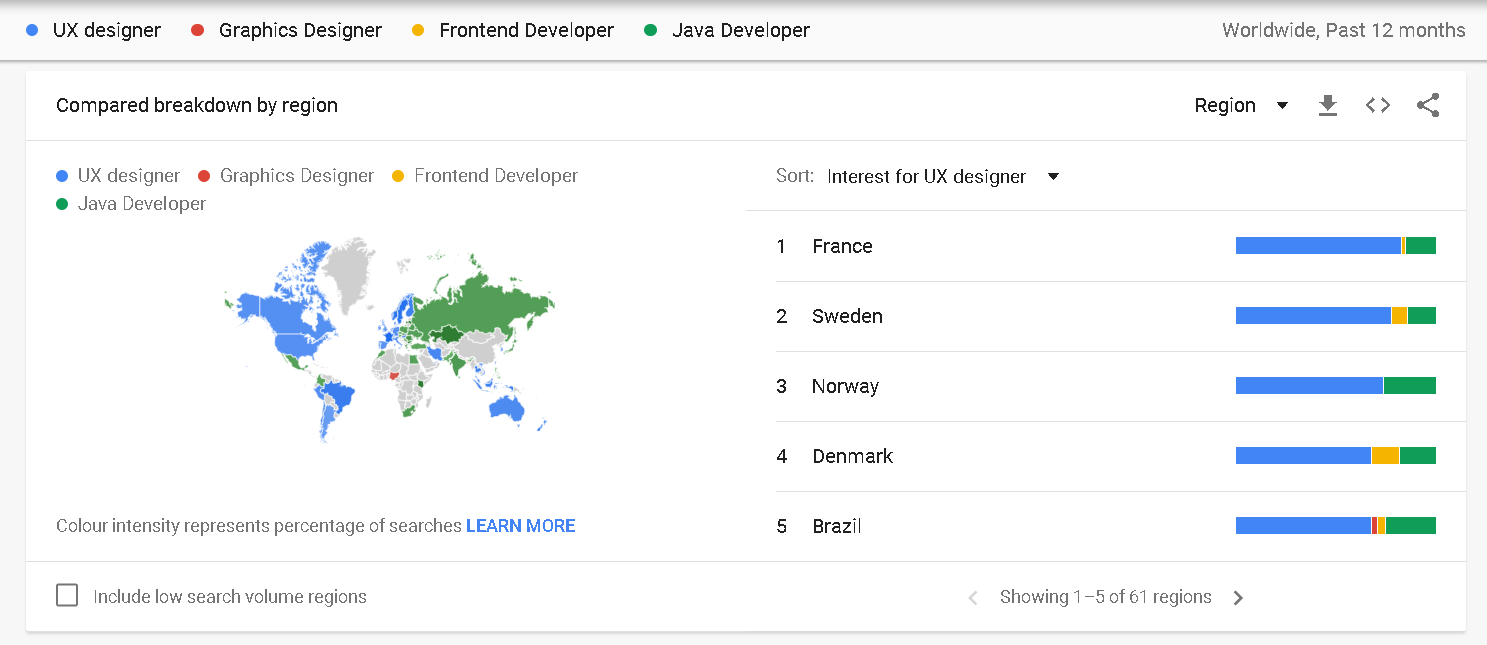 UX designer Graphics Designer Frontend Developer Java Developer Worldwide, Past 12 months
Compared breakdown by region Region
UX designer Graphics Designer Frontend Developer
Java Developer
Sort: Interest for UX designer
1 France
2 Sweden
3 Norway
4 Denmark
5 Brazil
Colour intensity represents percentage of searches LEARN MORE
Include low search volume regions
Showing 1–5 of 61 regions